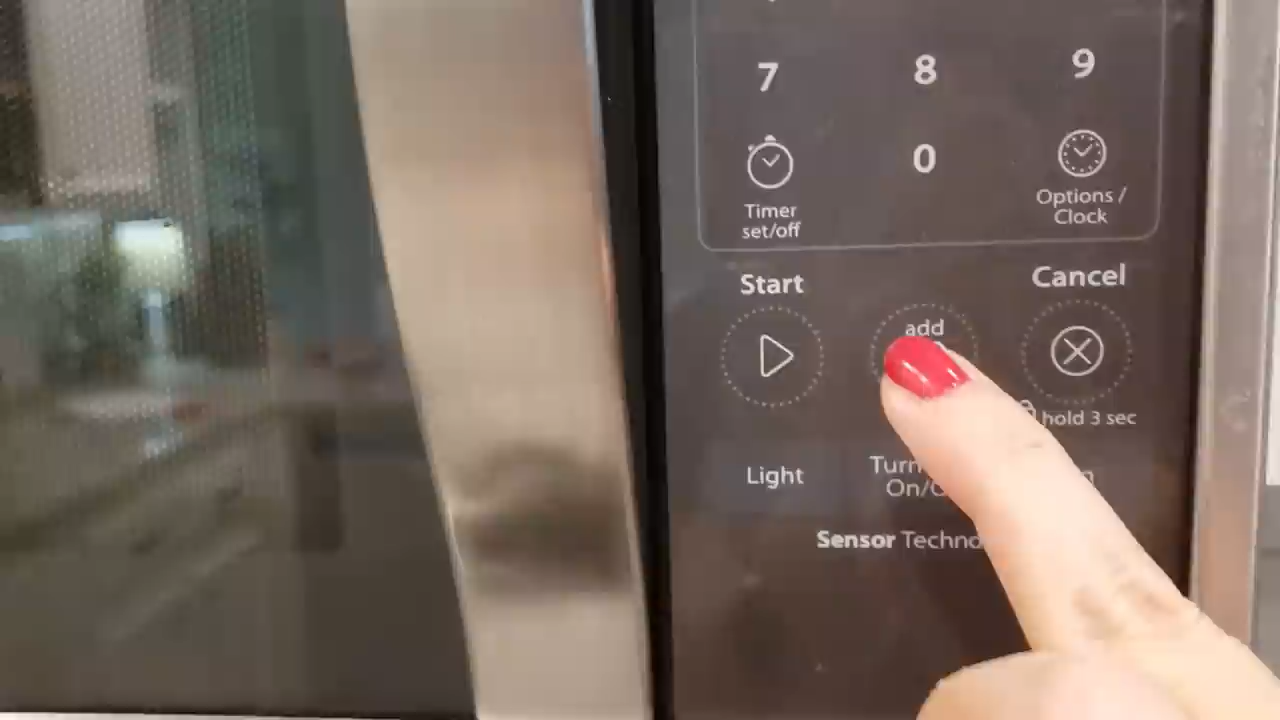 7 8 9
0
Timer
set/off
Options /
Clock
Start
Cancel
add
hold 3 sec
Light
Sensor